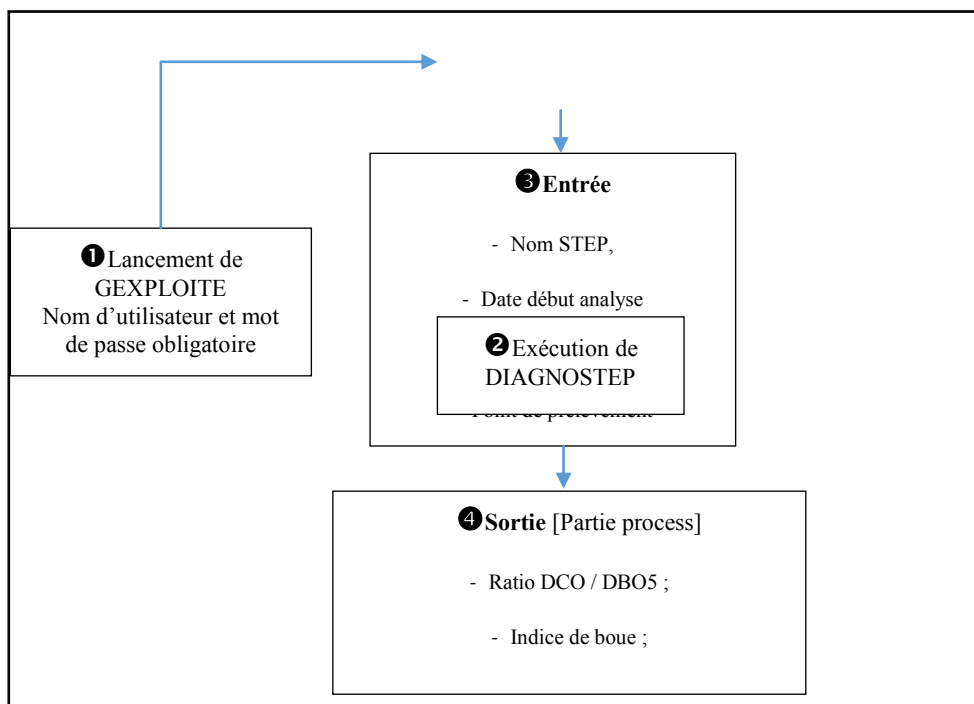 ❶Lancement de
GEXPLOITE
Nom d'utilisateur et mot
de passe obligatoire
❷Exécution de
DIAGNOSTEP
❸Entrée
- Nom STEP,
- Date début analyse
❹Sortie [Partie process]
- Ratio DCO / DBO5 ;
- Indice de boue ;